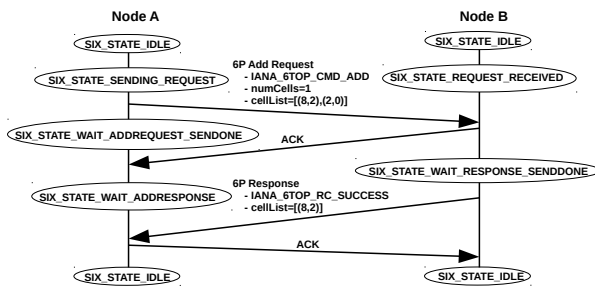 Node A
Node B
SIX_STATE_IDLE
SIX_STATE_IDLE
6P Add Request
- IANA_6TOP_CMD_ADD
- numCells=1
- cellList=[(8,2),(2,0)]
SIX_STATE_SENDING_REQUEST
SIX_STATE_REQUEST_RECEIVED
SIX_STATE_WAIT_ADDREQUEST_SENDONE
ACK
SIX_STATE_WAIT_RESPONSE_SENDDONE
SIX_STATE_WAIT_ADDRESPONSE
6P Response
- IANA_6TOP_RC_SUCCESS
- cellList=[(8,2)]
ACK
SIX_STATE_IDLE
SIX_STATE_IDLE